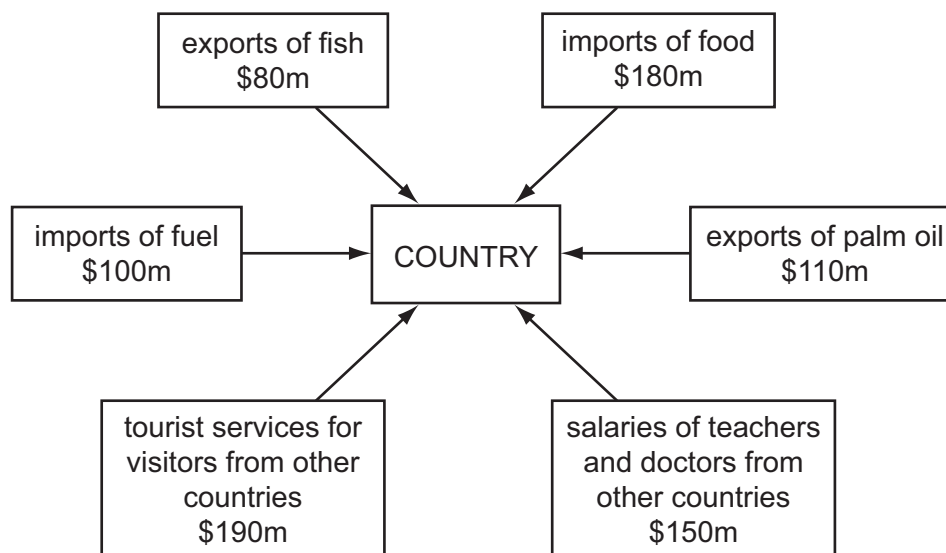 exports of fish
$80m
imports of food
$180m
imports of fuel
$100m
COUNTRY
exports of palm oil
$110m
tourist services for
visitors from other
countries
$190m
salaries of teachers
and doctors from
other countries
$150m